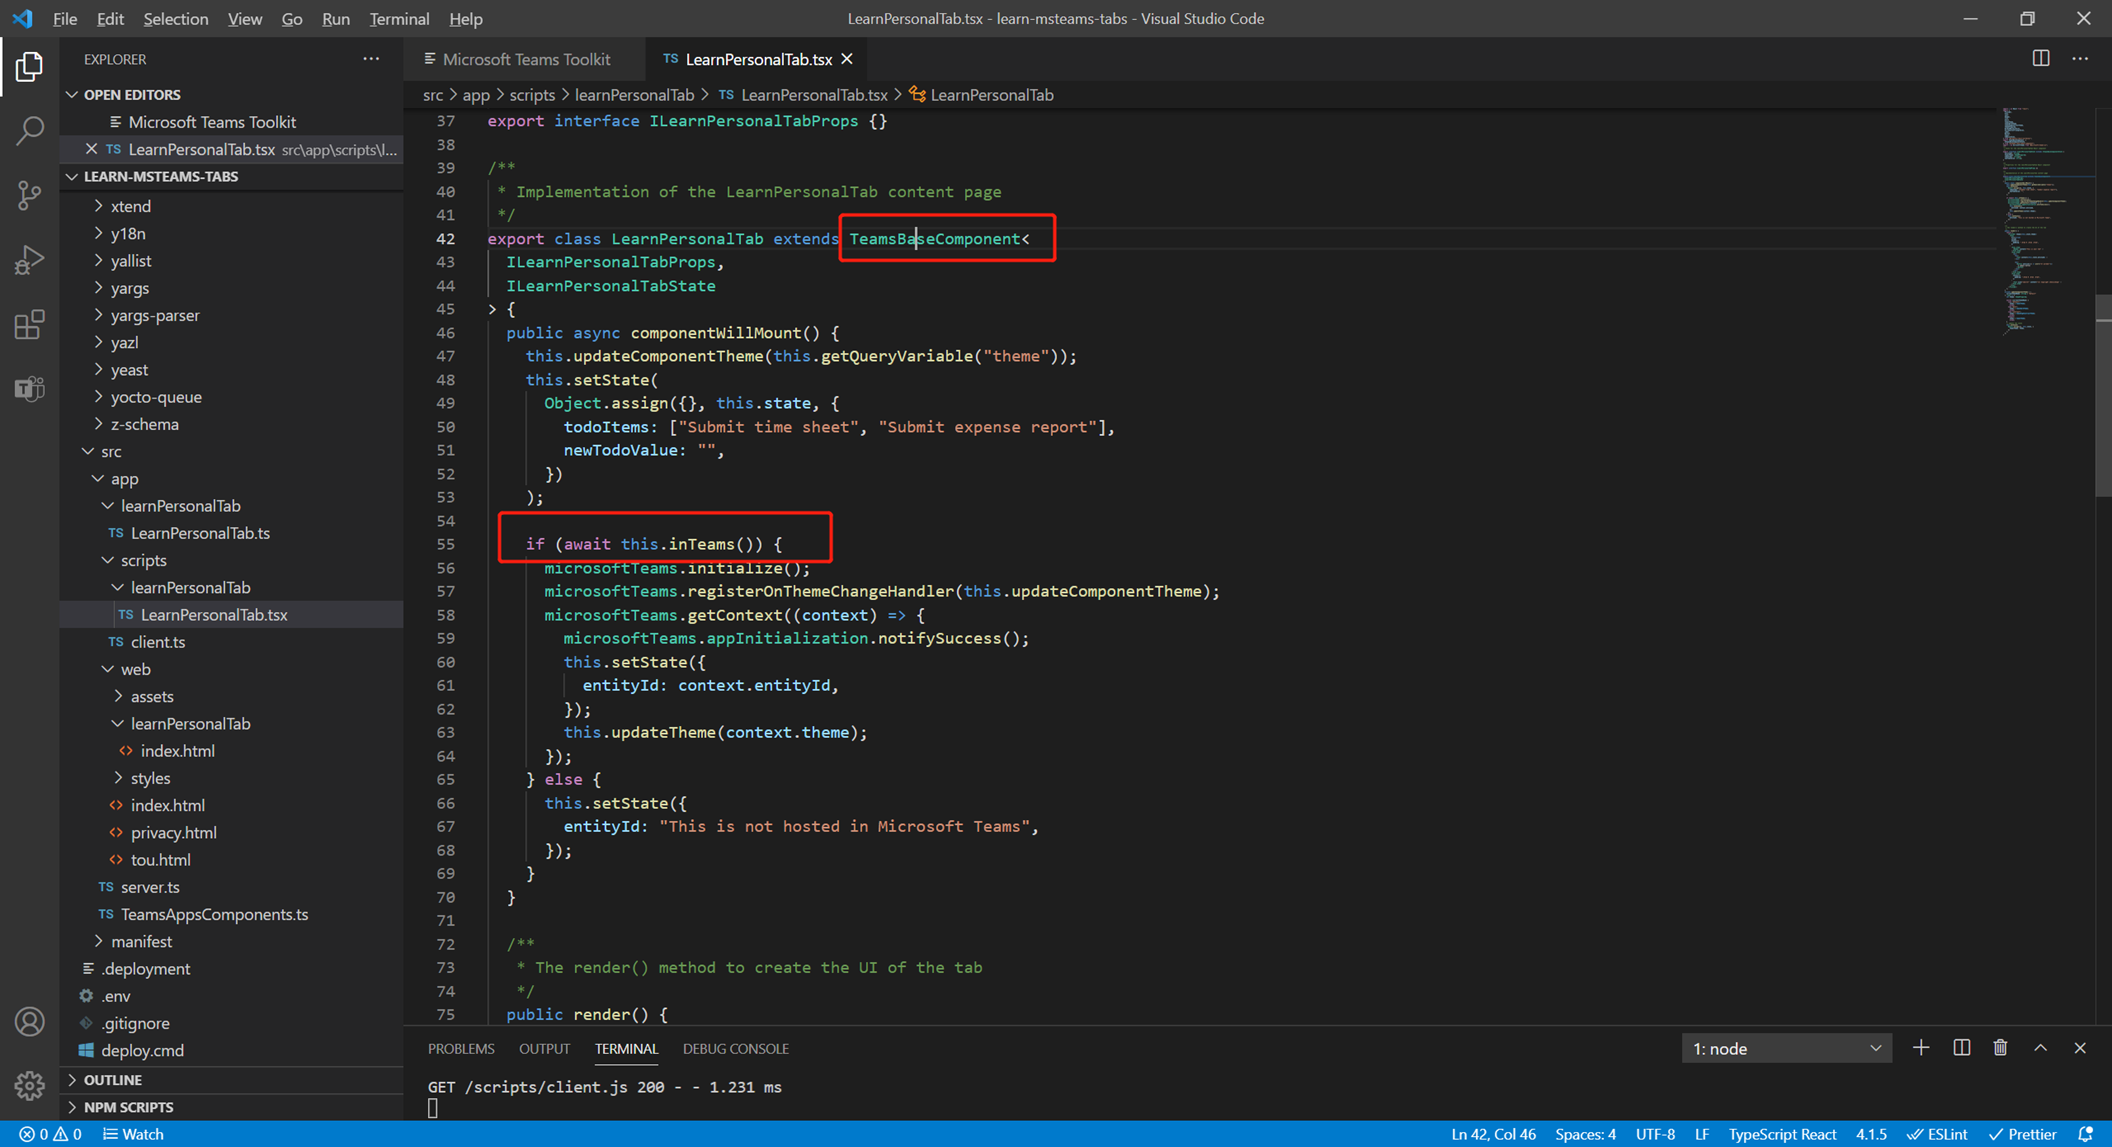 File Edit Selection View Go Run Terminal Help
LearnPersonalTab.tsx - learn-msteams-tabs - Visual Studio Code
EXPLORER
OPEN EDITORS
Microsoft Teams Toolkit
TS LearnPersonalTab.tsx src\app\scripts\l...
LEARN-MSTEAMS-TABS
xtend
y18n
yallist
yargs
yargs-parser
yazl
yeast
yocto-queue
z-schema
src
app
learnPersonalTab
TS LearnPersonalTab.ts
scripts
learnPersonalTab
TS LearnPersonalTab.tsx
TS client.ts
web
assets
learnPersonalTab
<> index.html
styles
<> index.html
<> privacy.html
<> tou.html
TS server.ts
TS TeamsAppsComponents.ts
manifest
.deployment
.env
.gitignore
deploy.cmd
OUTLINE
NPM SCRIPTS
Microsoft Teams Toolkit
TS LearnPersonalTab.tsx
src > app > scripts > learnPersonalTab > TS LearnPersonalTab.tsx > LearnPersonalTab
37 export interface ILearnPersonalTabProps {}
38
39 /**
40 * Implementation of the LearnPersonalTab content page
41 */
42 export class LearnPersonalTab extends TeamsBaseComponent<
43 ILearnPersonalTabProps,
44 ILearnPersonalTabState
45 > {
46 public async componentWillMount() {
47 this.updateComponentTheme(this.getQueryVariable("theme"));
48 this.setState(
49 Object.assign({}, this.state, {
50 todoItems: ["Submit time sheet", "Submit expense report"],
51 newTodoValue: "",
52 })
53 );
54
55 if (await this.inTeams()) {
56 microsoftTeams.initialize();
57 microsoftTeams.registerOnThemeChangeHandler(this.updateComponentTheme);
58 microsoftTeams.getContext((context) => {
59 microsoftTeams.appInitialization.notifySuccess();
60 this.setState({
61 entityId: context.entityId,
62 });
63 this.updateTheme(context.theme);
64 });
65 } else {
66 this.setState({
67 entityId: "This is not hosted in Microsoft Teams",
68 });
69 }
70 }
71
72 /**
73 * The render() method to create the UI of the tab
74 */
75 public render() {
PROBLEMS OUTPUT TERMINAL DEBUG CONSOLE
1: node
GET /scripts/client.js 200 - - 1.231 ms
0 0 Watch
Ln 42, Col 46 Spaces: 4 UTF-8 LF TypeScript React 4.1.5 ESLint Prettier